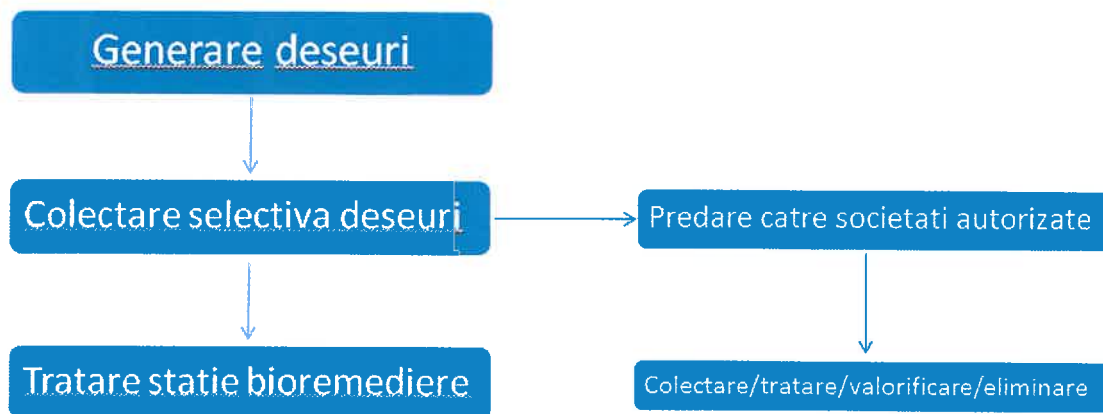 Generare deseuri
Colectare selectiva deseuri
Predare catre societati autorizate
Tratare statie bioremediere
Colectare/tratare/valorificare/eliminare